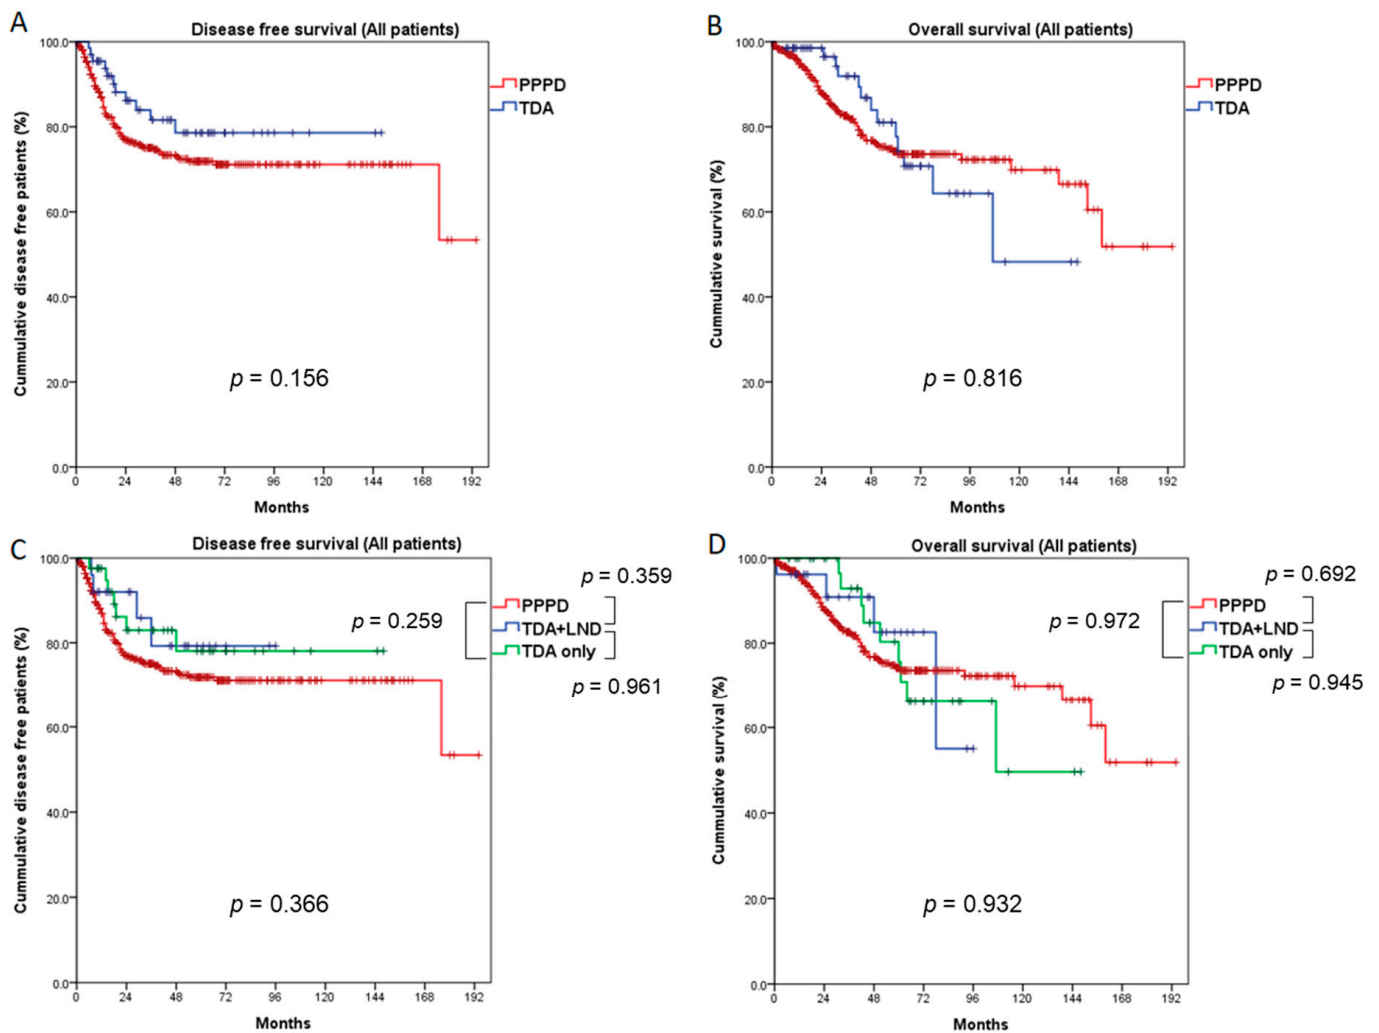 A
Disease free survival (All patients)
Cummulative disease free patients (%)
100.0
80.0
60.0
40.0
20.0
0.0
PPPD
TDA
p = 0.156
0 24 48 72 96 120 144 168 192
Months
B
Overall survival (All patients)
Cummulative survival (%)
100.0
80.0
60.0
40.0
20.0
0.0
PPPD
TDA
p = 0.816
0 24 48 72 96 120 144 168 192
Months
C
Disease free survival (All patients)
Cummulative disease free patients (%)
100.0
80.0
60.0
40.0
20.0
0.0
p = 0.359
PPPD
p = 0.259
TDA+LND
TDA only
p = 0.961
p = 0.366
0 24 48 72 96 120 144 168 192
Months
D
Overall survival (All patients)
Cummulative survival (%)
100.0
80.0
60.0
40.0
20.0
0.0
p = 0.692
PPPD
p = 0.972
TDA+LND
TDA only
p = 0.945
p = 0.932
0 24 48 72 96 120 144 168 192
Months